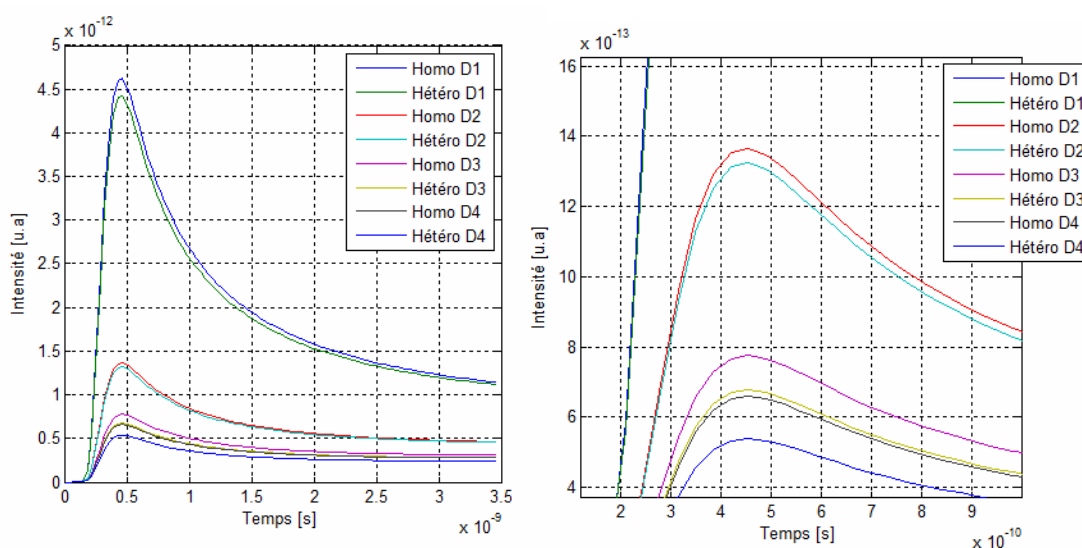 x 10^-12
5
4.5
4
3.5
3
2.5
2
1.5
1
0.5
0
Intensité [u.a]
Homo D1
Hétéro D1
Homo D2
Hétéro D2
Homo D3
Hétéro D3
Homo D4
Hétéro D4
0 0.5 1 1.5 2 2.5 3 3.5
Temps [s]
x 10^-9
x 10^-13
16
14
12
10
8
6
4
Intensité [u.a]
Homo D1
Hétéro D1
Homo D2
Hétéro D2
Homo D3
Hétéro D3
Homo D4
Hétéro D4
2 3 4 5 6 7 8 9
Temps [s]
x 10^-10